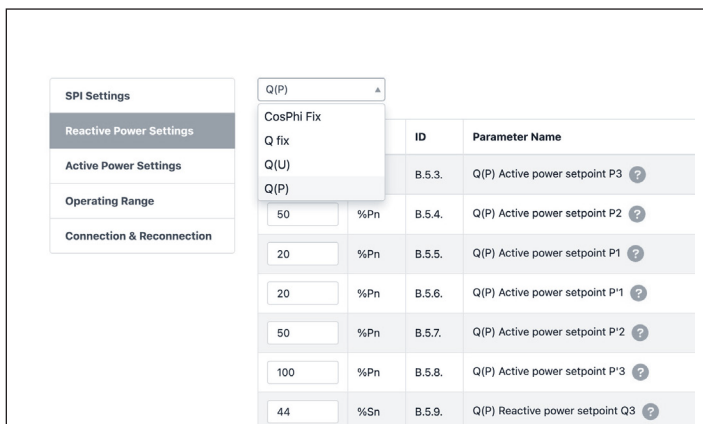 SPI Settings
Reactive Power Settings
Active Power Settings
Operating Range
Connection & Reconnection
Q(P)
CosPhi Fix
Q fix
Q(U)
Q(P)
ID Parameter Name
B.5.3. Q(P) Active power setpoint P3 ?
50 %Pn B.5.4. Q(P) Active power setpoint P2 ?
20 %Pn B.5.5. Q(P) Active power setpoint P1 ?
20 %Pn B.5.6. Q(P) Active power setpoint P'1 ?
50 %Pn B.5.7. Q(P) Active power setpoint P'2 ?
100 %Pn B.5.8. Q(P) Active power setpoint P'3 ?
44 %Sn B.5.9. Q(P) Reactive power setpoint Q3 ?